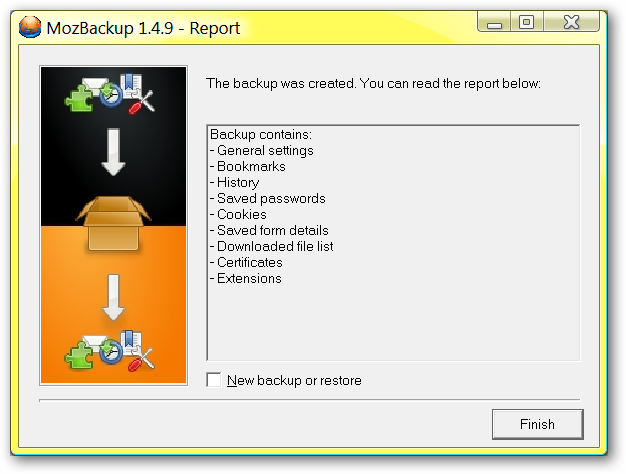 MozBackup 1.4.9 - Report
The backup was created. You can read the report below:
Backup contains:
- General settings
- Bookmarks
- History
- Saved passwords
- Cookies
- Saved form details
- Downloaded file list
- Certificates
- Extensions
New backup or restore
Finish